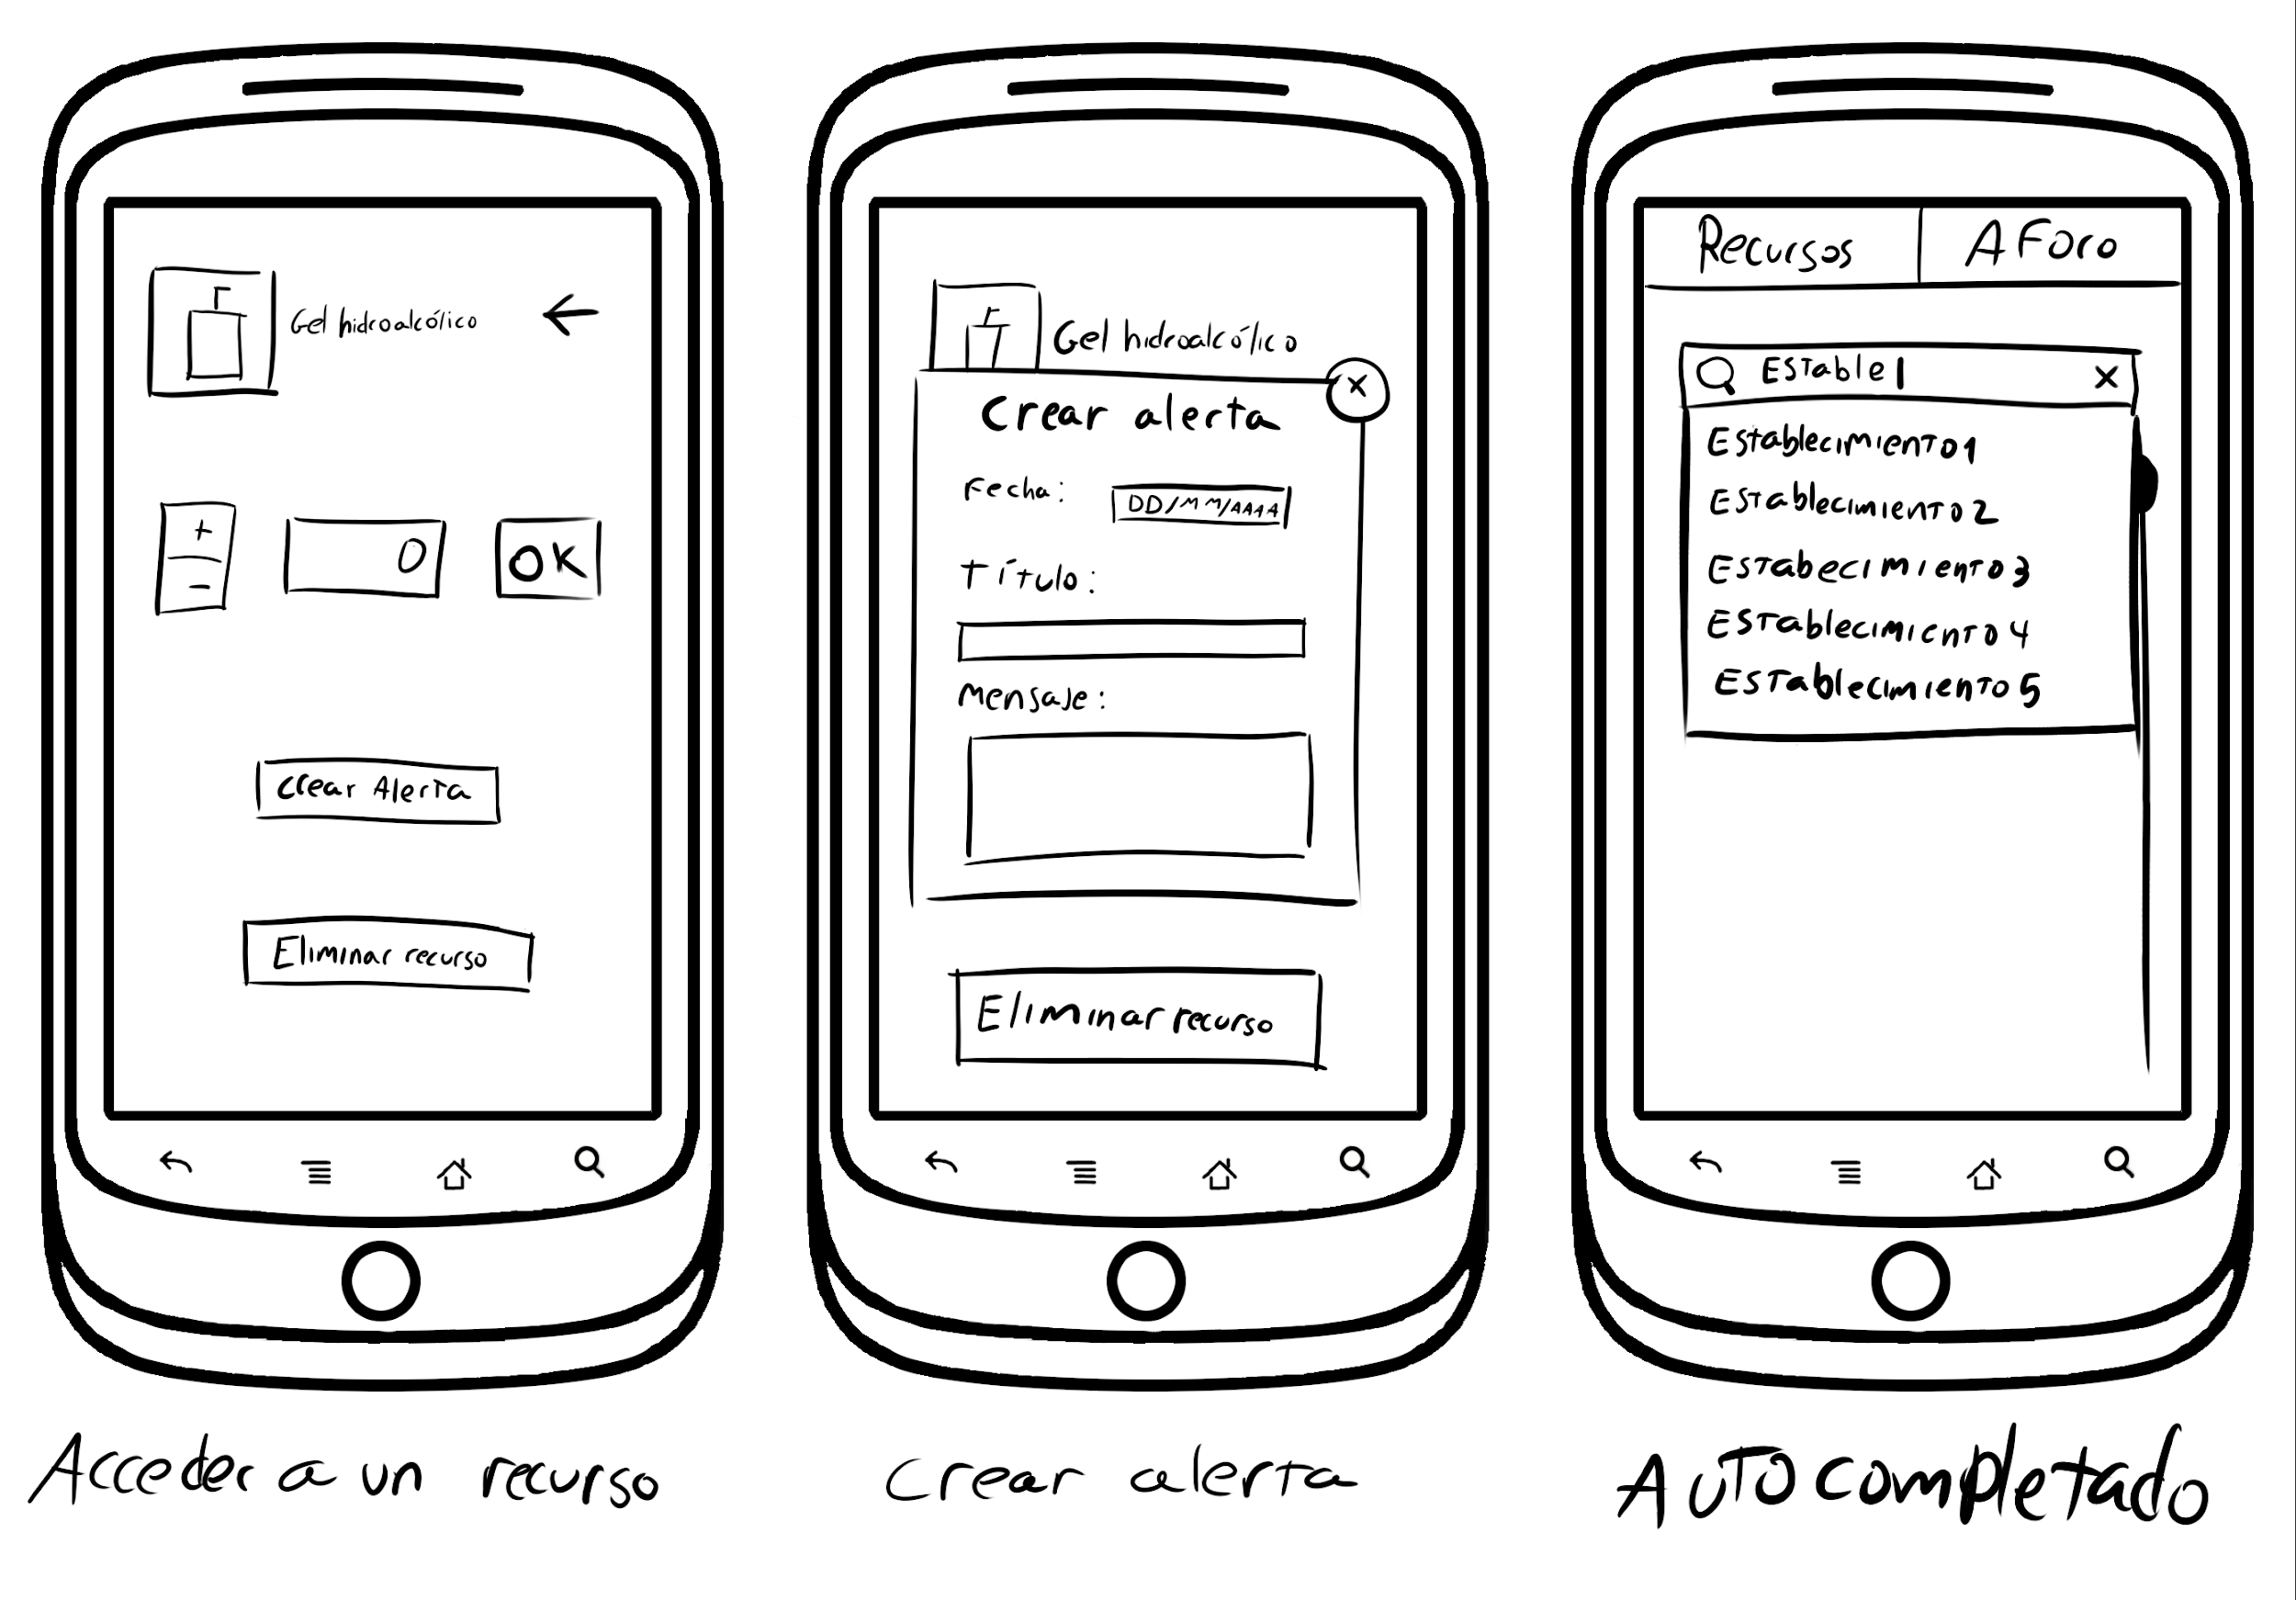 Gel hidroalcólico
+
-
0
OK
Crear Alerta
Eliminar recurso
Acceder a un recurso
Gel hidroalcólico
x
Crear alerta
Fecha:
DD/MM/AAAA
Título:
Mensaje:
Eliminar recurso
Crear alerta
Recursos
AForo
Estable|
x
Establecimiento1
Establecimiento2
Estabecimiento3
Establecimiento4
Establecimiento5
Autocompletado